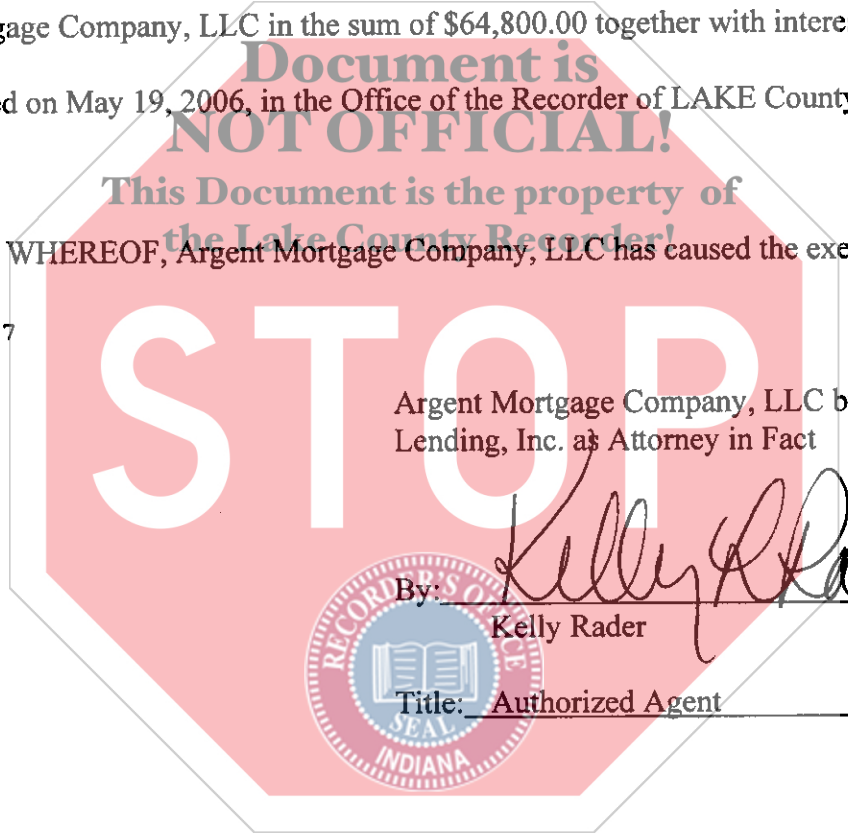 gage Company, LLC in the sum of $64,800.00 together with intere
Document is
ed on May 19, 2006, in the Office of the Recorder of LAKE County
NOT OFFICIAL!
This Document is the property of
the Lake County Recorder!
WHEREOF, Argent Mortgage Company, LLC has caused the exe
7
STOP
Argent Mortgage Company, LLC b
Lending, Inc. as Attorney in Fact
Kelly R Ra
By:
Kelly Rader
Title: Authorized Agent
RECORDER'S OFFICE
SEAL
INDIANA